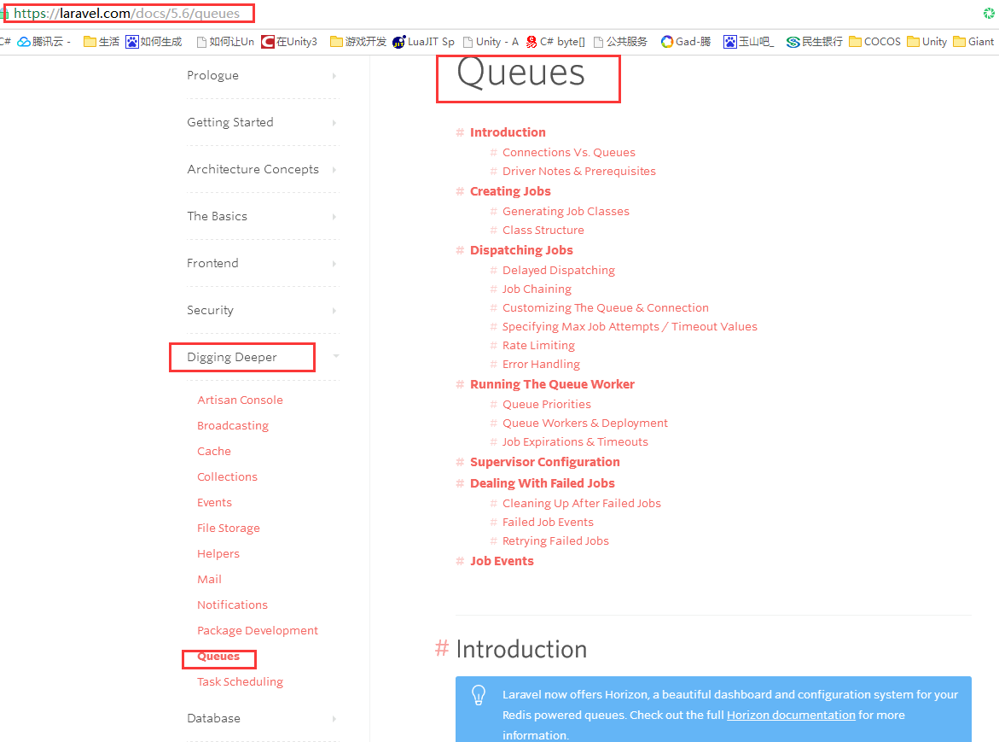 https://laravel.com/docs/5.6/queues
C# 腾讯云 - 生活 如何生成 如何让Un 在Unity3 游戏开发 LuaJIT Sp Unity - A C# byte[] 公共服务 Gad-腾 玉山吧_ 民生银行 COCOS Unity Giant
Prologue
Getting Started
Architecture Concepts
The Basics
Frontend
Security
Digging Deeper
Artisan Console
Broadcasting
Cache
Collections
Events
File Storage
Helpers
Mail
Notifications
Package Development
Queues
Task Scheduling
Database
Queues
# Introduction
# Connections Vs. Queues
# Driver Notes & Prerequisites
# Creating Jobs
# Generating Job Classes
# Class Structure
# Dispatching Jobs
# Delayed Dispatching
# Job Chaining
# Customizing The Queue & Connection
# Specifying Max Job Attempts / Timeout Values
# Rate Limiting
# Error Handling
# Running The Queue Worker
# Queue Priorities
# Queue Workers & Deployment
# Job Expirations & Timeouts
# Supervisor Configuration
# Dealing With Failed Jobs
# Cleaning Up After Failed Jobs
# Failed Job Events
# Retrying Failed Jobs
# Job Events
# Introduction
Laravel now offers Horizon, a beautiful dashboard and configuration system for your
Redis powered queues. Check out the full Horizon documentation for more
information.